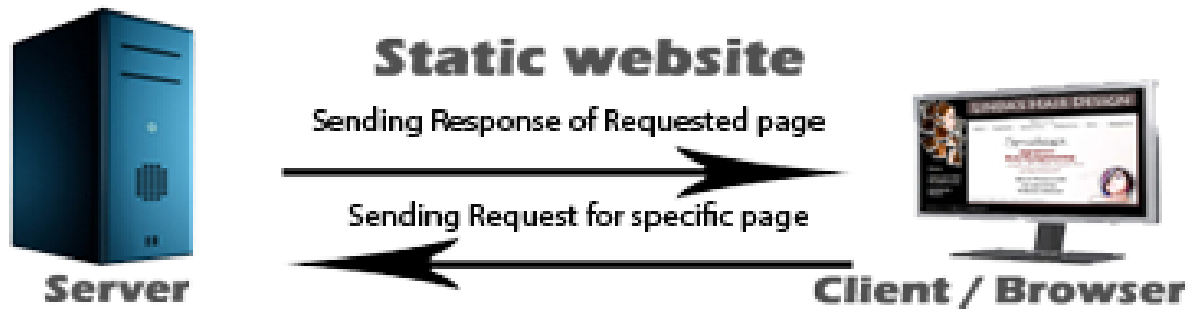 Static website
Sending Response of Requested page
Sending Request for specific page
Server
Client / Browser